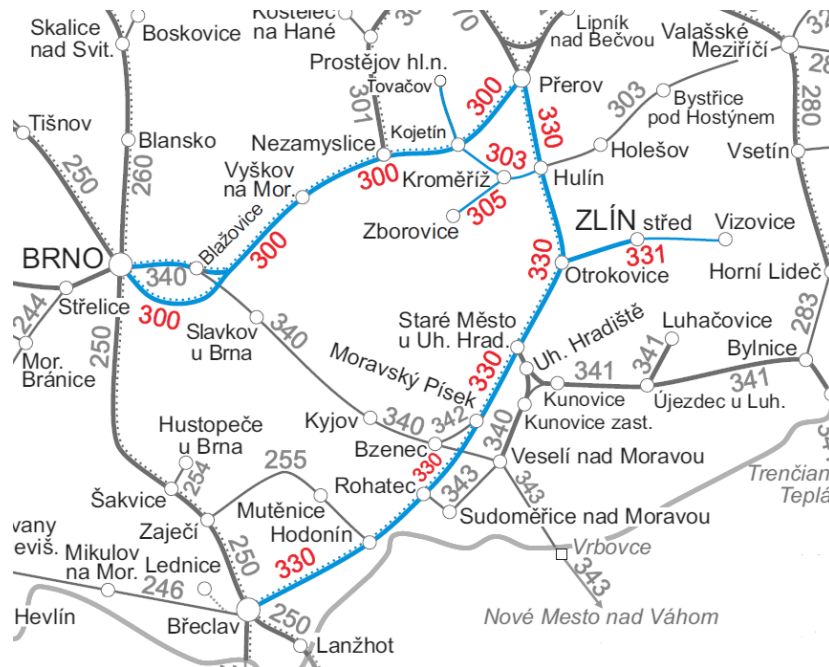 Skalice
nad Svit.
Boskovice
Kostelec
na Hané
Lipník
nad Bečvou
Valašské
Meziříčí
Prostějov hl.n.
Tovačov
300
Přerov
280
Tišnov
250
260
Blansko
301
Nezamyslice
Kojetín
330
303
Bystřice
pod Hostýnem
Holešov
Vsetín
Vyškov
na Mor.
300
303
Kroměříž
Hulín
305
Zborovice
ZLÍN střed
Vizovice
BRNO
340
Blažovice
300
330
331
Otrokovice
Horní Lideč
244
Střelice
300
Slavkov
u Brna
340
Staré Město
u Uh. Hrad.
Uh. Hradiště
Luhačovice
283
Mor.
Bránice
250
Moravský Písek
330
341
341
Bylnice
Kunovice
Újezdec u Luh.
341
Kunovice zast.
Hustopeče
u Brna
Kyjov
340
342
Bzenec
340
Veselí nad Moravou
254
255
330
Rohatec
343
343
Trenčian
Teplá
Šakvice
Mutěnice
Zaječí
Hodonín
Sudoměřice nad Moravou
Vrbovce
vany
eviš.
Mikulov
na Mor.
Lednice
250
330
343
246
Hevlín
Břeclav
250
Lanžhot
Nové Mesto nad Váhom